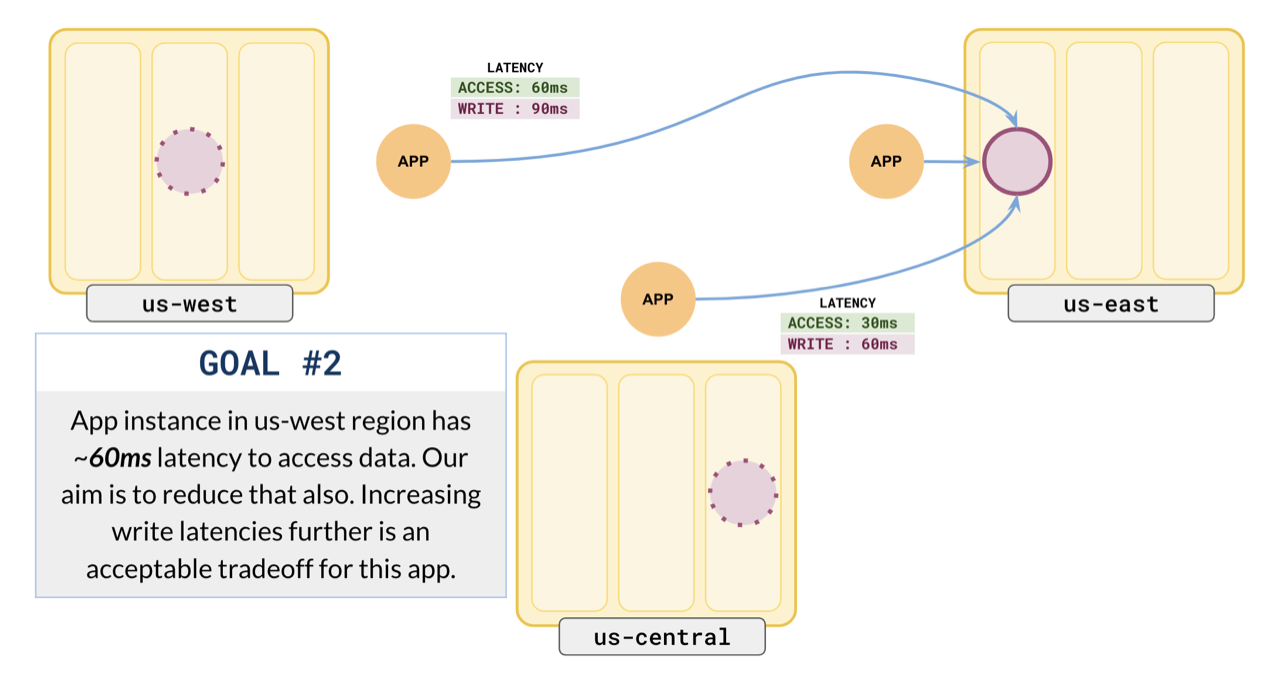 LATENCY
ACCESS: 60ms
WRITE : 90ms
APP
APP
us-west
us-east
APP
LATENCY
ACCESS: 30ms
WRITE : 60ms
GOAL #2
App instance in us-west region has
~60ms latency to access data. Our
aim is to reduce that also. Increasing
write latencies further is an
acceptable tradeoff for this app.
us-central